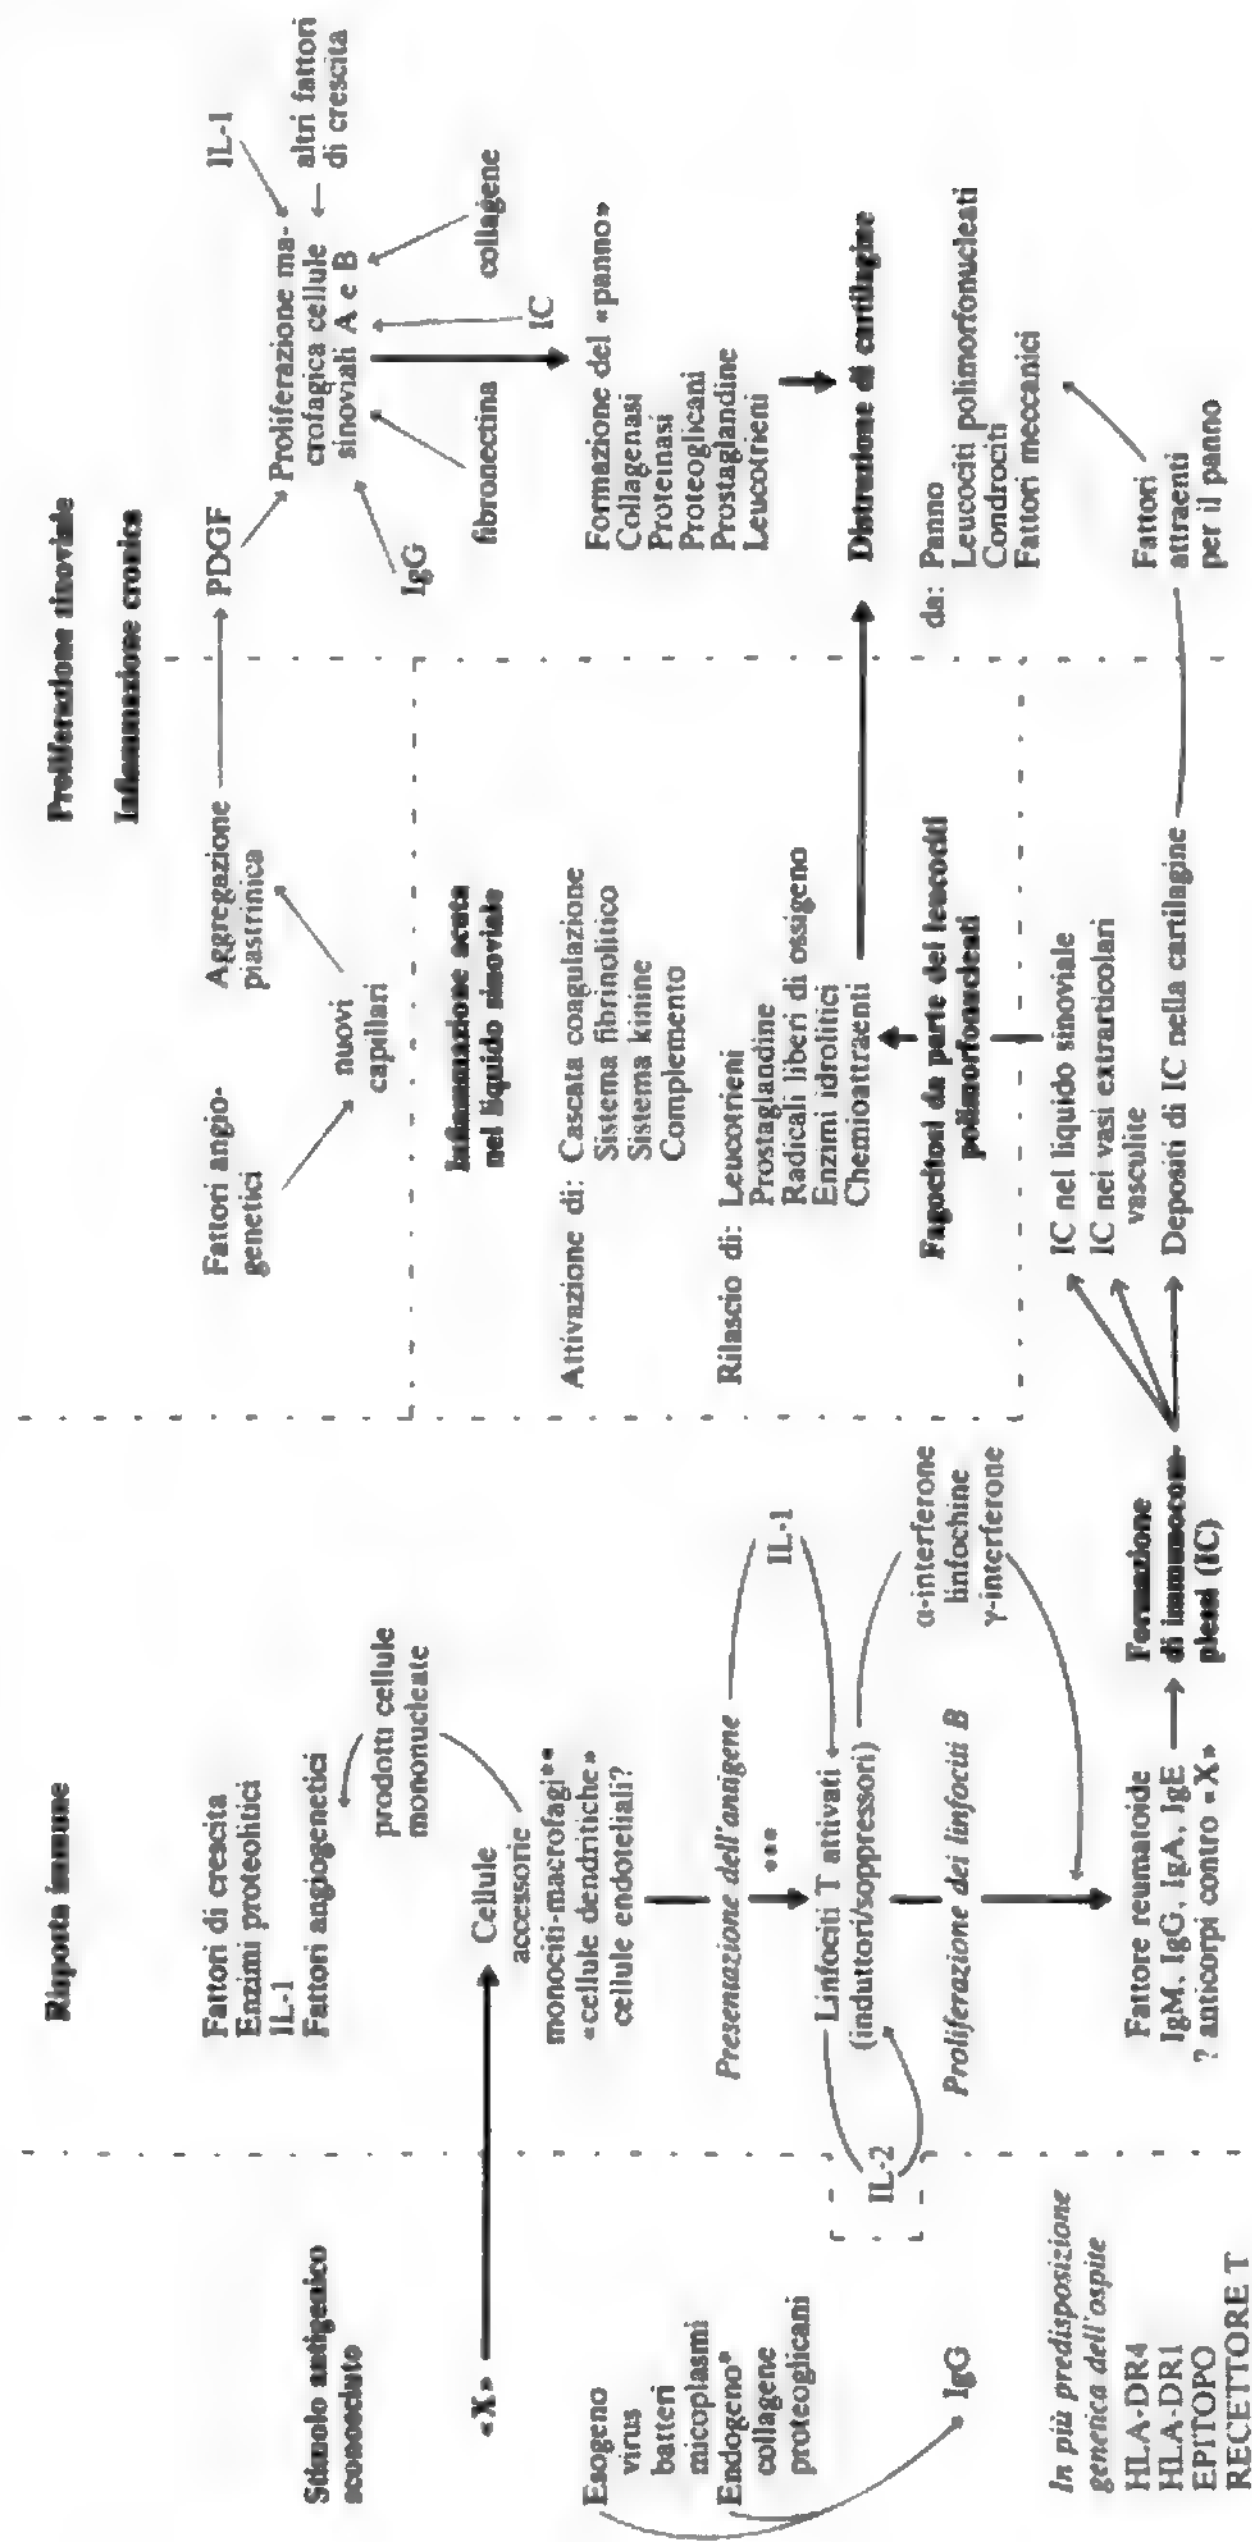 Stimolo antigenico
sconosciuto
«X»
Esogeno
virus
batteri
micoplasmi
Endogeno*
collagene
proteoglicani
IgG
In più predisposizione
generica dell'ospite
HLA-DR4
HLA-DR1
EPITOPO
RECETTORE T
Risposta immune
Fattori di crescita
Enzimi proteolitici
IL-1
Fattori angiogenetici
prodotti cellule
mononucleate
Cellule
accessorie
monociti-macrofagi**
«cellule dendritiche»
cellule endoteliali?
Presentazione dell'antigene
***
IL-1
Linfociti T attivati
(induttori/soppressori)
IL-2
Proliferazione dei linfociti B
α-interferone
linfochine
γ-interferone
Fattore reumatoide
IgM, IgG, IgA, IgE
? anticorpi contro «X»
Formazione
di immunocom-
plessi (IC)
Proliferazione sinoviale
Infiammazione cronica
Fattori angio-
genetici
nuovi
capillari
Aggregazione
piastrinica
PDGF
IL-1
altri fattori
di crescita
Proliferazione ma-
crofagica cellule
sinoviali A e B
IgG
fibronectina
IC
collagene
Infiammazione acuta
nel liquido sinoviale
Attivazione di: Cascata coagulazione
Sistema fibrinolitico
Sistema kinine
Complemento
Rilascio di: Leucotrieni
Prostaglandine
Radicali liberi di ossigeno
Enzimi idrolitici
Chemioattraenti
Fagocitosi da parte dei leucociti
polimorfonucleati
IC nel liquido sinoviale
IC nei vasi extrarticolari
vasculite
Depositi di IC nella cartilagine
Formazione del «panno»
Collagenasi
Proteinasi
Proteoglicani
Prostaglandine
Leucotrieni
Distruzione di cartilagine
da: Panno
Leucociti polimorfonucleati
Condrociti
Fattori meccanici
Fattori
attraenti
per il panno